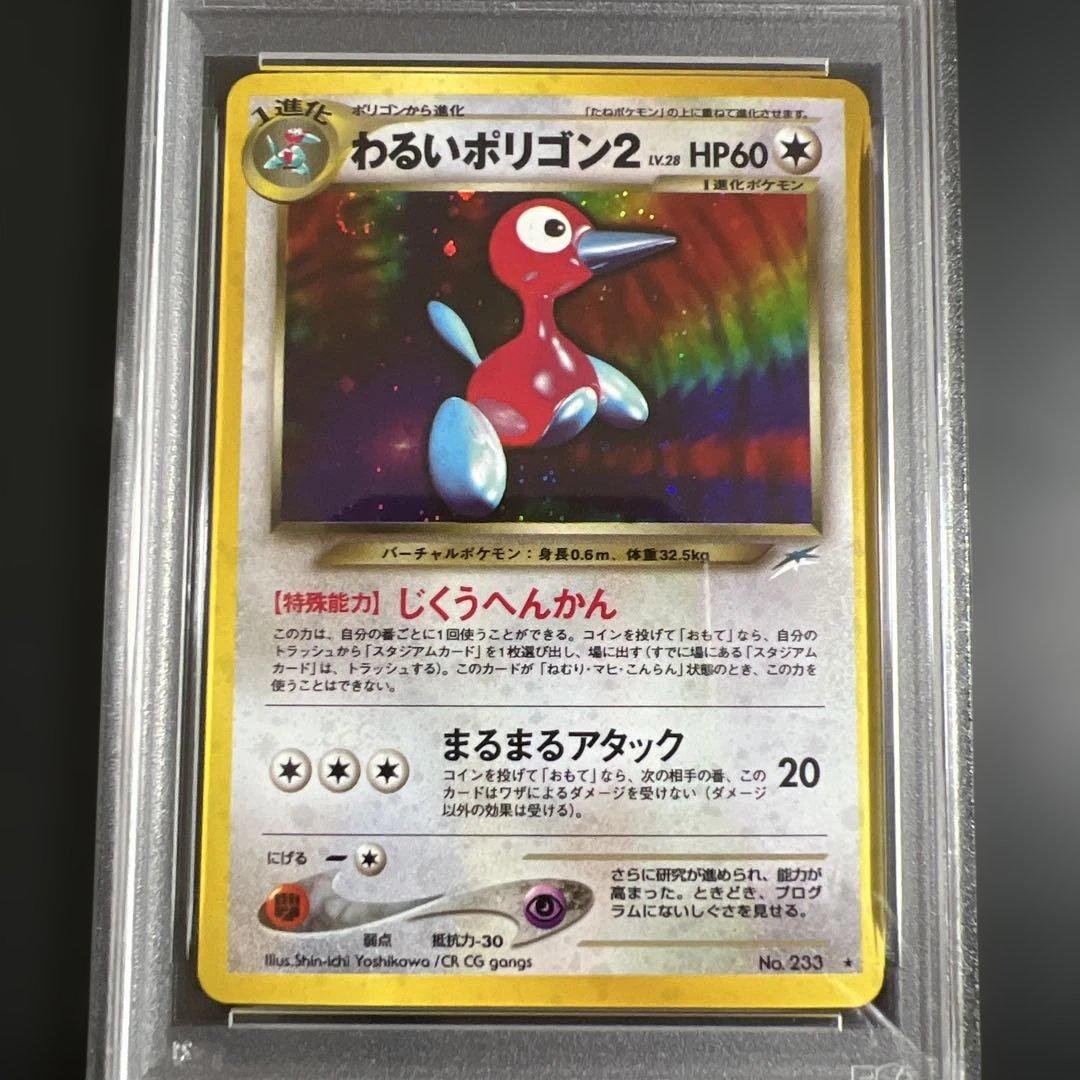 1進化
ポリゴンから進化
「たねポケモン」の上に重ねて進化させます。
わるいポリゴン2 LV.28 HP60
1進化ポケモン
バーチャルポケモン：身長0.6m、体重32.5kg
【特殊能力】じくうへんかん
この力は、自分の番ごとに1回使うことができる。コインを投げて「おもて」なら、自分の
トラッシュから「スタジアムカード」を1枚選び出し、場に出す（すでに場にある「スタジアム
カード」は、トラッシュする）。このカードが「ねむり・マヒ・こんらん」状態のとき、この力を
使うことはできない。
まるまるアタック
コインを投げて「おもて」なら、次の相手の番、この
カードはワザによるダメージを受けない（ダメージ
以外の効果は受ける）。
20
にげる
弱点 抵抗力-30
さらに研究が進められ、能力が
高まった。ときどき、プログ
ラムにないしぐさを見せる。
Illus.Shin-ichi Yoshikawa /CR CG gangs
No. 233 ★